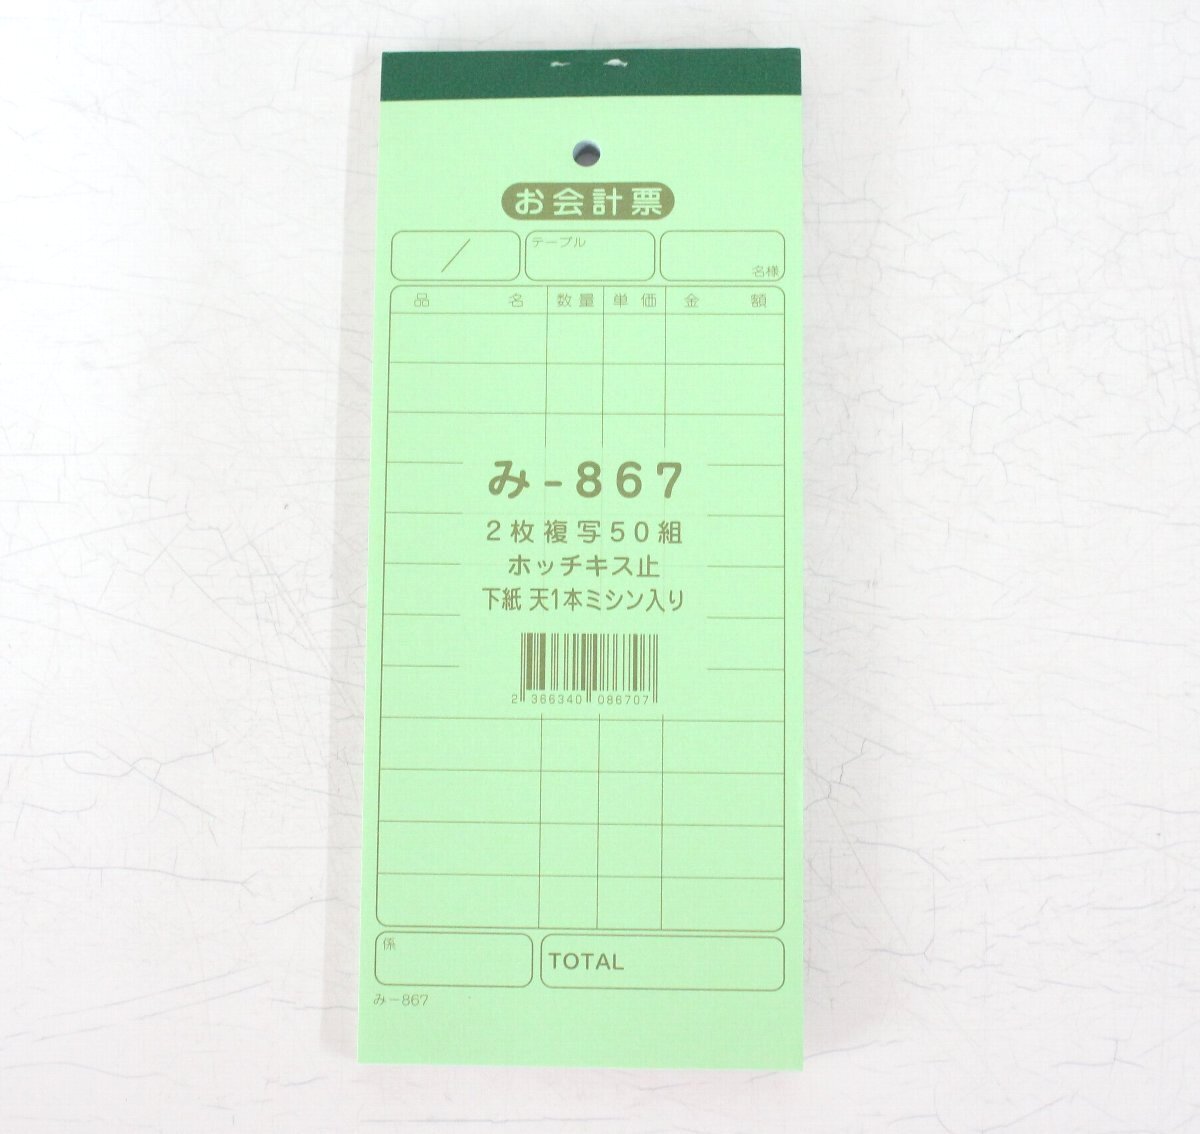 お会計票
／ テーブル 名様
品名 数量 単価 金額
み-867
2枚複写50組
ホッチキス止
下紙 天1本ミシン入り
2 366340 086707
係 TOTAL
み-867